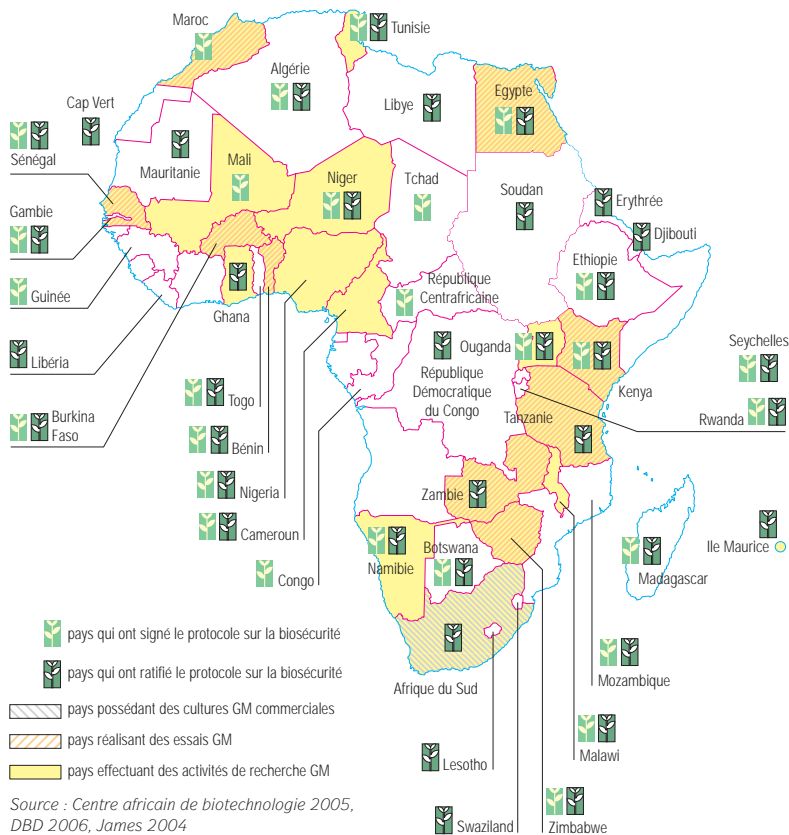 Maroc
Tunisie
Algérie
Libye
Egypte
Cap Vert
Sénégal
Mauritanie
Mali
Niger
Tchad
Soudan
Erythrée
Djibouti
Gambie
Ethiopie
Guinée
République
Centrafricaine
Ghana
Libéria
Ouganda
Seychelles
République
Démocratique
du Congo
Kenya
Togo
Tanzanie
Rwanda
Burkina
Faso
Bénin
Nigeria
Zambie
Cameroun
Ile Maurice
Namibie
Botswana
Congo
Madagascar
pays qui ont signé le protocole sur la biosécurité
pays qui ont ratifié le protocole sur la biosécurité
Mozambique
Afrique du Sud
pays possédant des cultures GM commerciales
pays réalisant des essais GM
Malawi
Lesotho
pays effectuant des activités de recherche GM
Source : Centre africain de biotechnologie 2005,
DBD 2006, James 2004
Swaziland
Zimbabwe